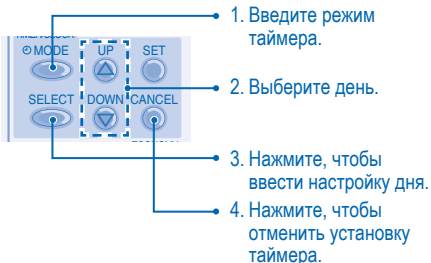 MODE
UP
SET
SELECT
DOWN
CANCEL
1. Введите режим
таймера.
2. Выберите день.
3. Нажмите, чтобы
ввести настройку дня.
4. Нажмите, чтобы
отменить установку
таймера.